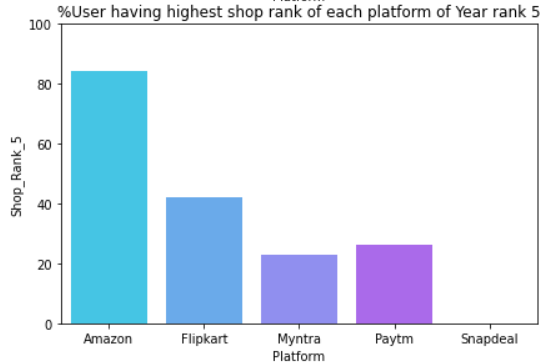 Platform
%User having highest shop rank of each platform of Year rank 5
100
80
60
40
20
0
Shop_Rank_5
Amazon Flipkart Myntra Paytm Snapdeal
Platform